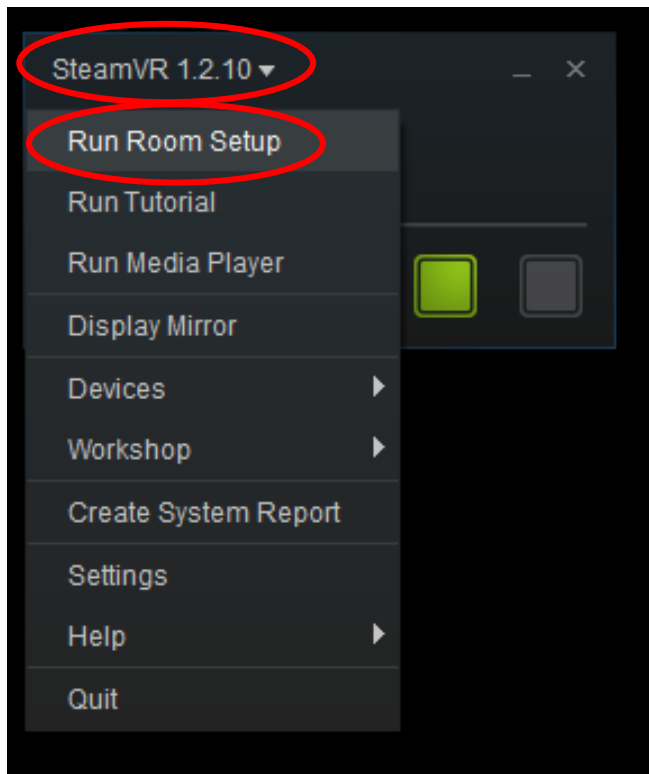 SteamVR 1.2.10
Run Room Setup
Run Tutorial
Run Media Player
Display Mirror
Devices
Workshop
Create System Report
Settings
Help
Quit